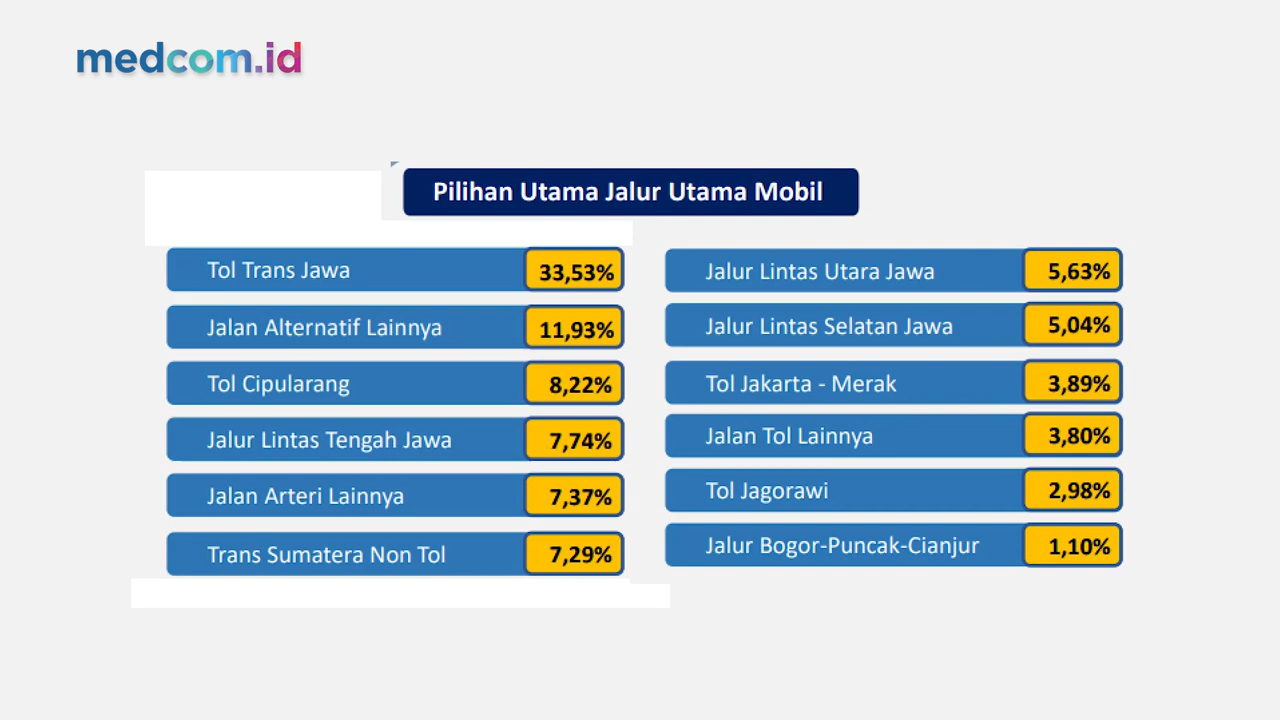 medcom.id
Pilihan Utama Jalur Utama Mobil
Tol Trans Jawa 33,53%
Jalan Alternatif Lainnya 11,93%
Tol Cipularang 8,22%
Jalur Lintas Tengah Jawa 7,74%
Jalan Arteri Lainnya 7,37%
Trans Sumatera Non Tol 7,29%
Jalur Lintas Utara Jawa 5,63%
Jalur Lintas Selatan Jawa 5,04%
Tol Jakarta - Merak 3,89%
Jalan Tol Lainnya 3,80%
Tol Jagorawi 2,98%
Jalur Bogor-Puncak-Cianjur 1,10%